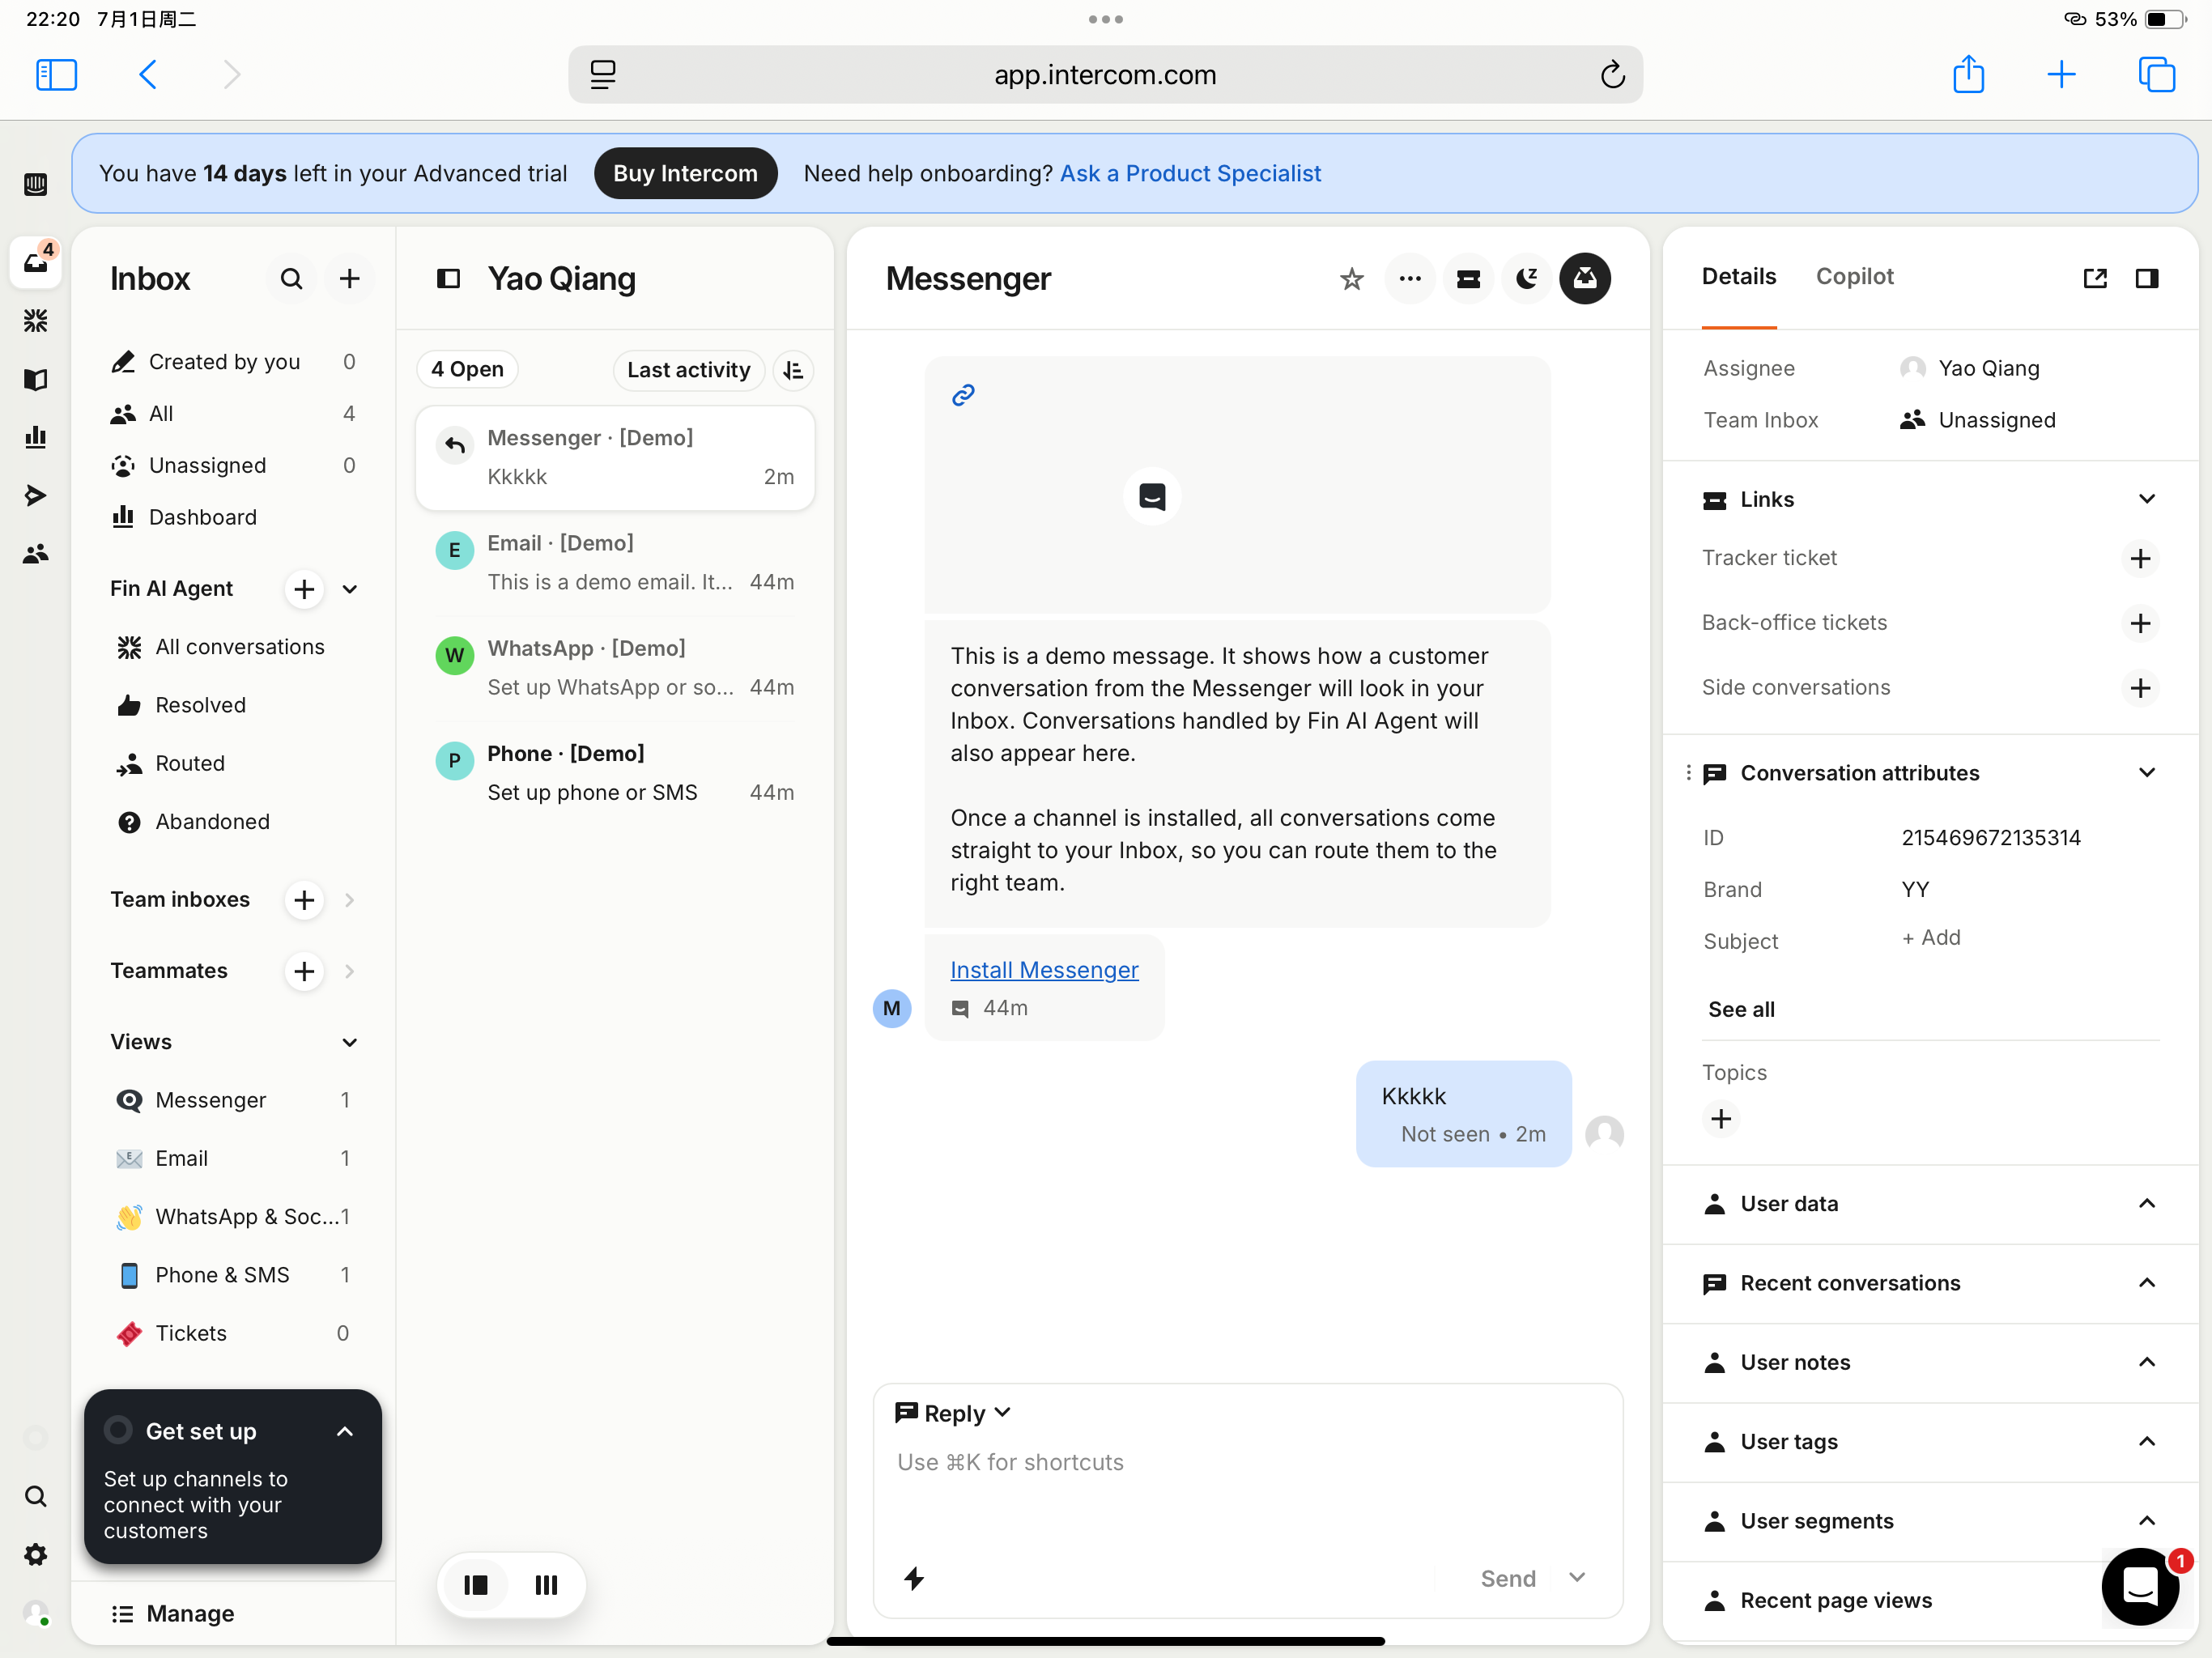 22:20 7月1日周二
53%
app.intercom.com
You have 14 days left in your Advanced trial
Buy Intercom
Need help onboarding? Ask a Product Specialist
4
Inbox
Created by you 0
All 4
Unassigned 0
Dashboard
Fin AI Agent
All conversations
Resolved
Routed
Abandoned
Team inboxes
Teammates
Views
Messenger 1
Email 1
WhatsApp & Soc... 1
Phone & SMS 1
Tickets 0
Get set up
Set up channels to
connect with your
customers
Manage
Yao Qiang
4 Open
Last activity
Messenger · [Demo]
Kkkkk 2m
E
Email · [Demo]
This is a demo email. It... 44m
W
WhatsApp · [Demo]
Set up WhatsApp or so... 44m
P
Phone · [Demo]
Set up phone or SMS 44m
Messenger
This is a demo message. It shows how a customer
conversation from the Messenger will look in your
Inbox. Conversations handled by Fin AI Agent will
also appear here.
Once a channel is installed, all conversations come
straight to your Inbox, so you can route them to the
right team.
Install Messenger
44m
M
Kkkkk
Not seen • 2m
Reply
Use ⌘K for shortcuts
Send
Details
Copilot
Assignee Yao Qiang
Team Inbox Unassigned
Links
Tracker ticket
Back-office tickets
Side conversations
Conversation attributes
ID 215469672135314
Brand YY
Subject + Add
See all
Topics
User data
Recent conversations
User notes
User tags
User segments
Recent page views
1